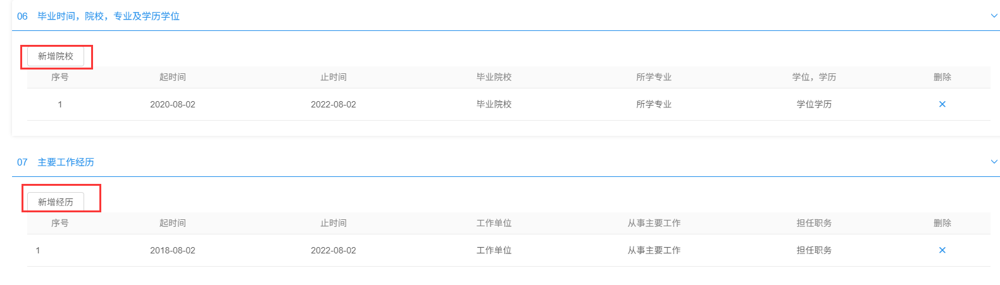 06 毕业时间，院校，专业及学历学位
新增院校
序号 起时间 止时间 毕业院校 所学专业 学位，学历 删除
1 2020-08-02 2022-08-02 毕业院校 所学专业 学位学历 ×
07 主要工作经历
新增经历
序号 起时间 止时间 工作单位 从事主要工作 担任职务 删除
1 2018-08-02 2022-08-02 工作单位 从事主要工作 担任职务 ×